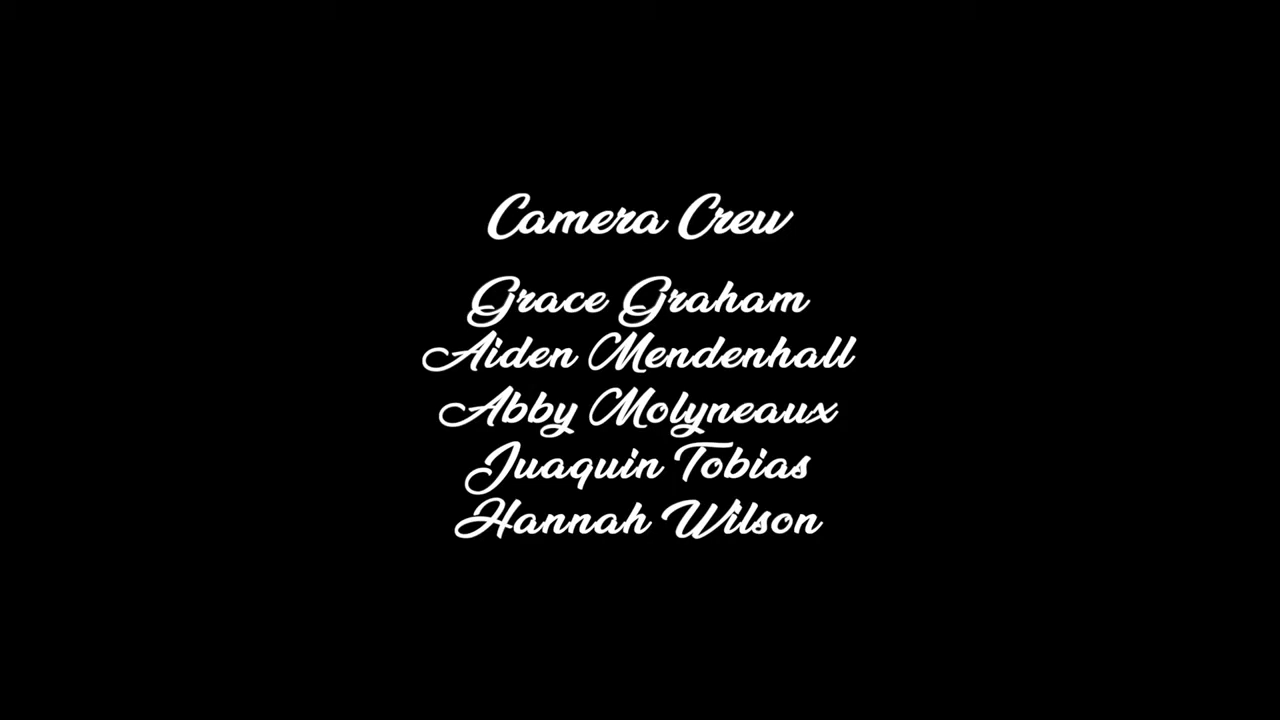 Camera Crew
Grace Graham
Aiden Mendenhall
Abby Molyneaux
Juaquin Tobias
Hannah Wilson